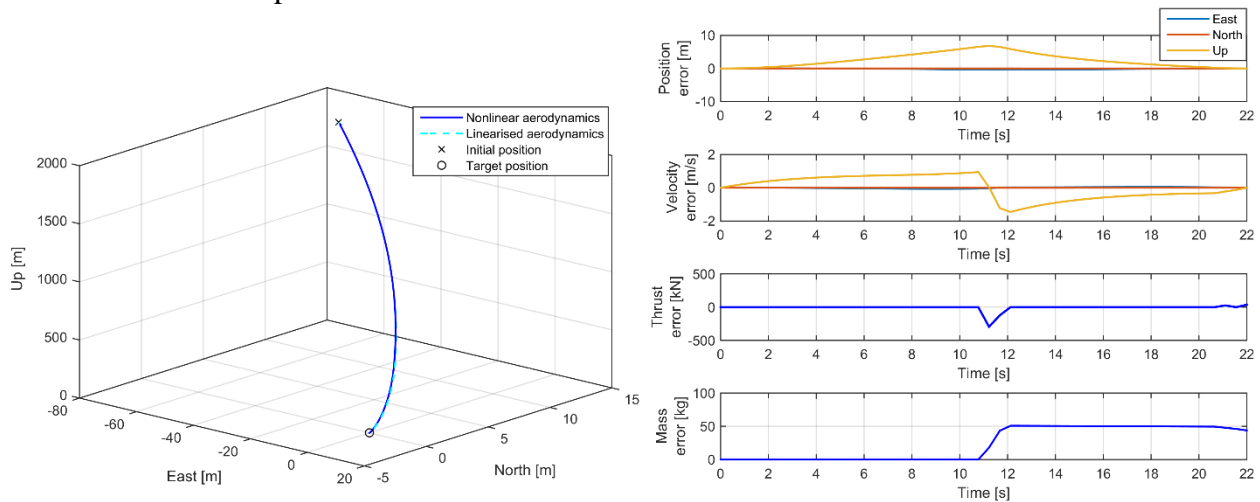 Nonlinear aerodynamics
Linearised aerodynamics
Initial position
Target position
2000
1500
1000
500
0
Up [m]
-80
-60
-40
-20
0
20
East [m]
-5
0
5
10
15
North [m]
East
North
Up
10
0
-10
Position
error [m]
0 2 4 6 8 10 12 14 16 18 20 22
Time [s]
2
0
-2
Velocity
error [m/s]
0 2 4 6 8 10 12 14 16 18 20 22
Time [s]
500
0
-500
Thrust
error [kN]
0 2 4 6 8 10 12 14 16 18 20 22
Time [s]
100
50
0
Mass
error [kg]
0 2 4 6 8 10 12 14 16 18 20 22
Time [s]